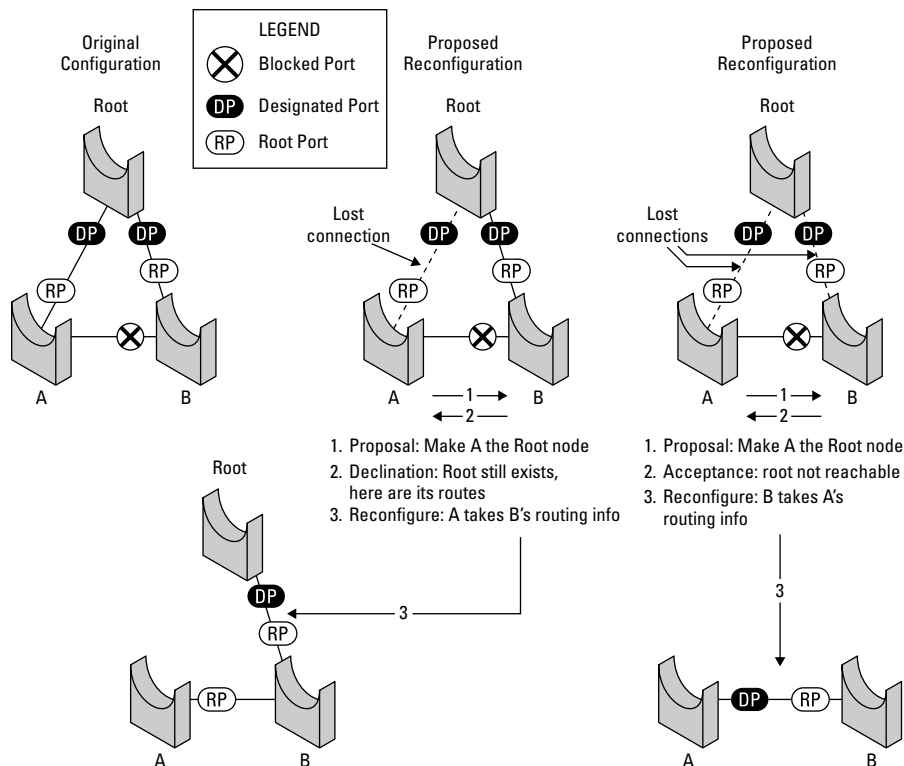 Original
Configuration
Root
DP
DP
RP
RP
A
B
LEGEND
Blocked Port
DP Designated Port
RP Root Port
Proposed
Reconfiguration
Root
Lost
connection
DP
DP
RP
RP
A
B
1
2
1. Proposal: Make A the Root node
2. Declination: Root still exists,
here are its routes
3. Reconfigure: A takes B's routing info
Proposed
Reconfiguration
Root
Lost
connections
DP
DP
RP
RP
A
B
1
2
1. Proposal: Make A the Root node
2. Acceptance: root not reachable
3. Reconfigure: B takes A's
routing info
Root
DP
3
RP
RP
A
B
3
DP
RP
A
B